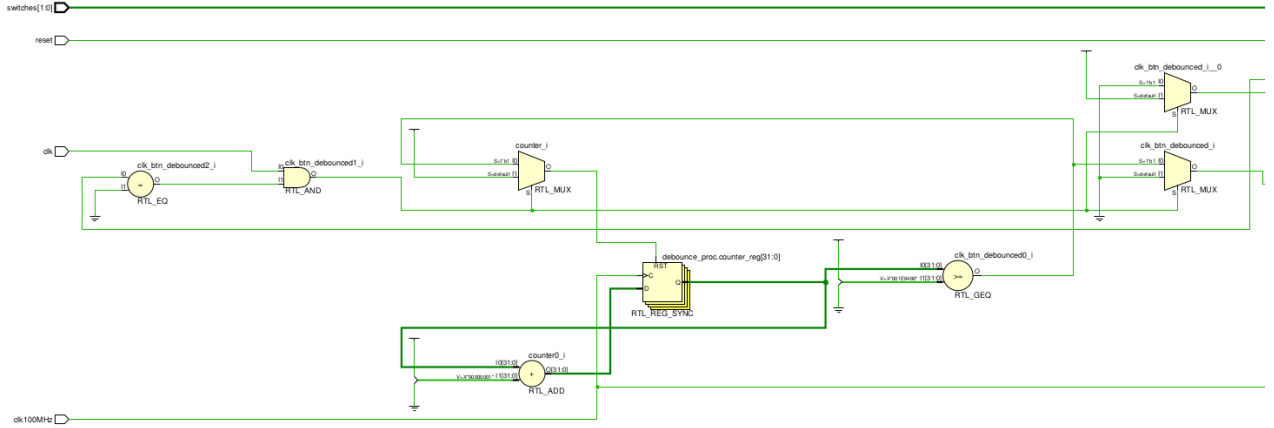 switches[1:0]
reset
clk
clk_btn_debounced2_i
I0
I1
=
O
RTL_EQ
clk_btn_debounced1_i
I0
I1
O
RTL_AND
counter_i
S=1'b1 I0
S=default I1
S
O
RTL_MUX
clk_btn_debounced_i__0
S=1'b1 I0
S=default I1
S
O
RTL_MUX
clk_btn_debounced_i
S=1'b1 I0
S=default I1
S
O
RTL_MUX
debounce_proc.counter_reg[31:0]
RST
C
D
Q
RTL_REG_SYNC
clk_btn_debounced0_i
I0[31:0]
I1[31:0]
>=
O
RTL_GEQ
counter0_i
I0[31:0]
V=X"00000001" I1[31:0]
+
O[31:0]
RTL_ADD
clk100MHz